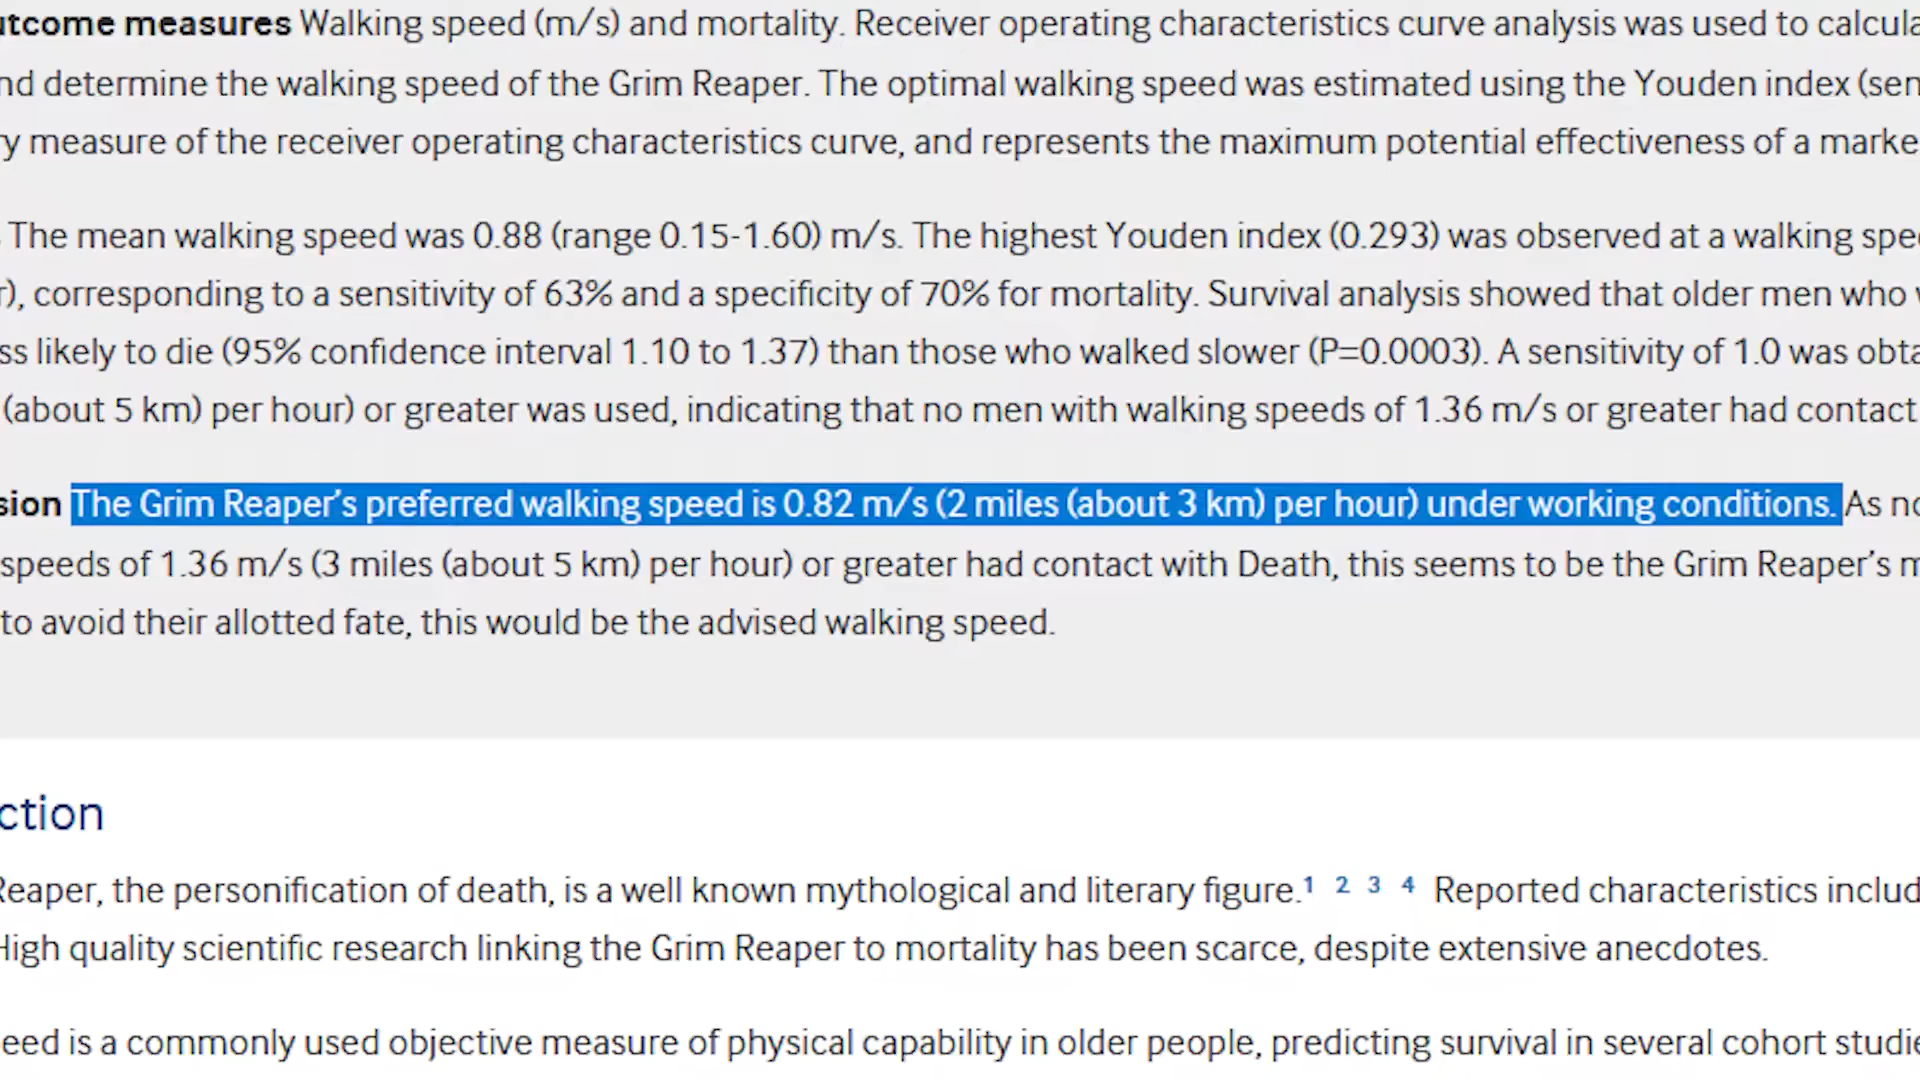 utcome measures Walking speed (m/s) and mortality. Receiver operating characteristics curve analysis was used to calcula
nd determine the walking speed of the Grim Reaper. The optimal walking speed was estimated using the Youden index (sen
ry measure of the receiver operating characteristics curve, and represents the maximum potential effectiveness of a marke
The mean walking speed was 0.88 (range 0.15-1.60) m/s. The highest Youden index (0.293) was observed at a walking spe
r), corresponding to a sensitivity of 63% and a specificity of 70% for mortality. Survival analysis showed that older men who
ss likely to die (95% confidence interval 1.10 to 1.37) than those who walked slower (P=0.0003). A sensitivity of 1.0 was obta
(about 5 km) per hour) or greater was used, indicating that no men with walking speeds of 1.36 m/s or greater had contact
sion The Grim Reaper's preferred walking speed is 0.82 m/s (2 miles (about 3 km) per hour) under working conditions. As no
speeds of 1.36 m/s (3 miles (about 5 km) per hour) or greater had contact with Death, this seems to be the Grim Reaper's m
to avoid their allotted fate, this would be the advised walking speed.
ction
Reaper, the personification of death, is a well known mythological and literary figure.1 2 3 4 Reported characteristics includ
High quality scientific research linking the Grim Reaper to mortality has been scarce, despite extensive anecdotes.
eed is a commonly used objective measure of physical capability in older people, predicting survival in several cohort studie